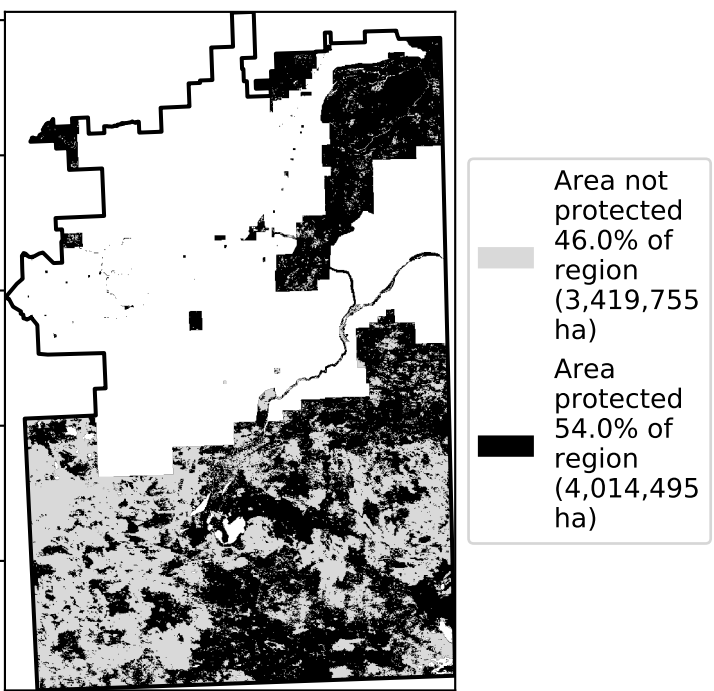 Area not
protected
46.0% of
region
(3,419,755
ha)
Area
protected
54.0% of
region
(4,014,495
ha)